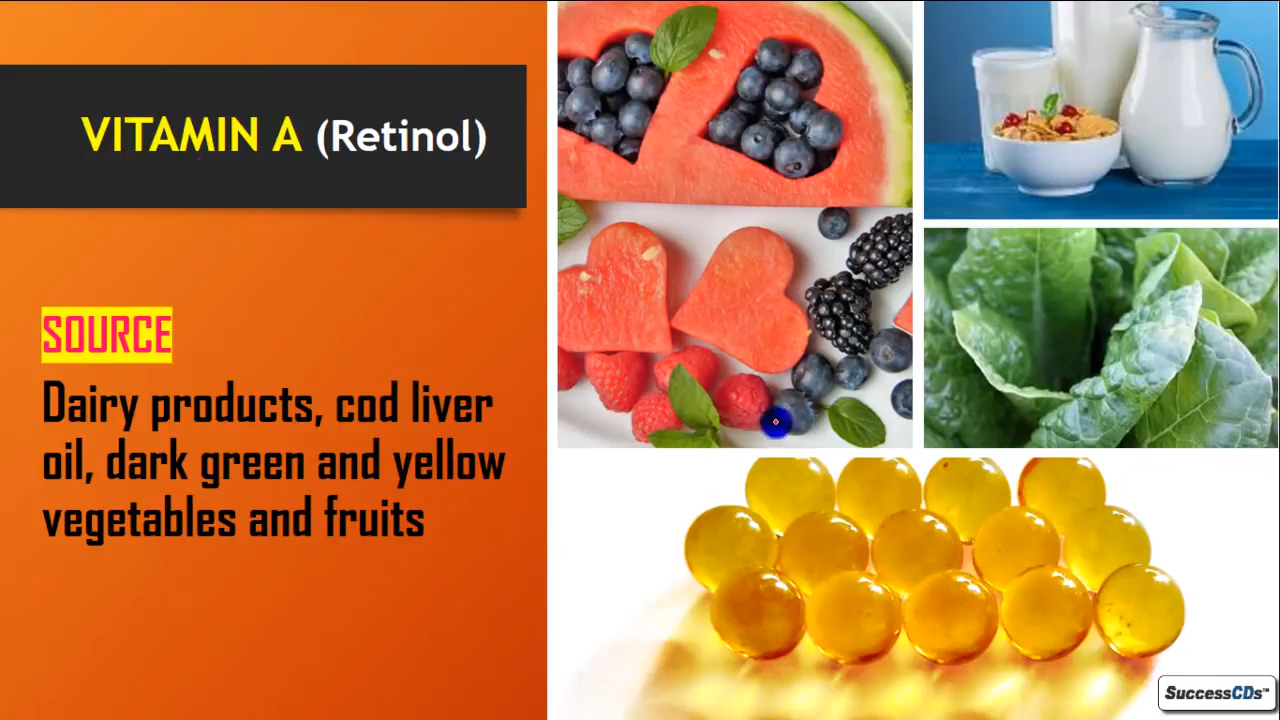 VITAMIN A (Retinol)
SOURCE
Dairy products, cod liver
oil, dark green and yellow
vegetables and fruits
SuccessCDs™